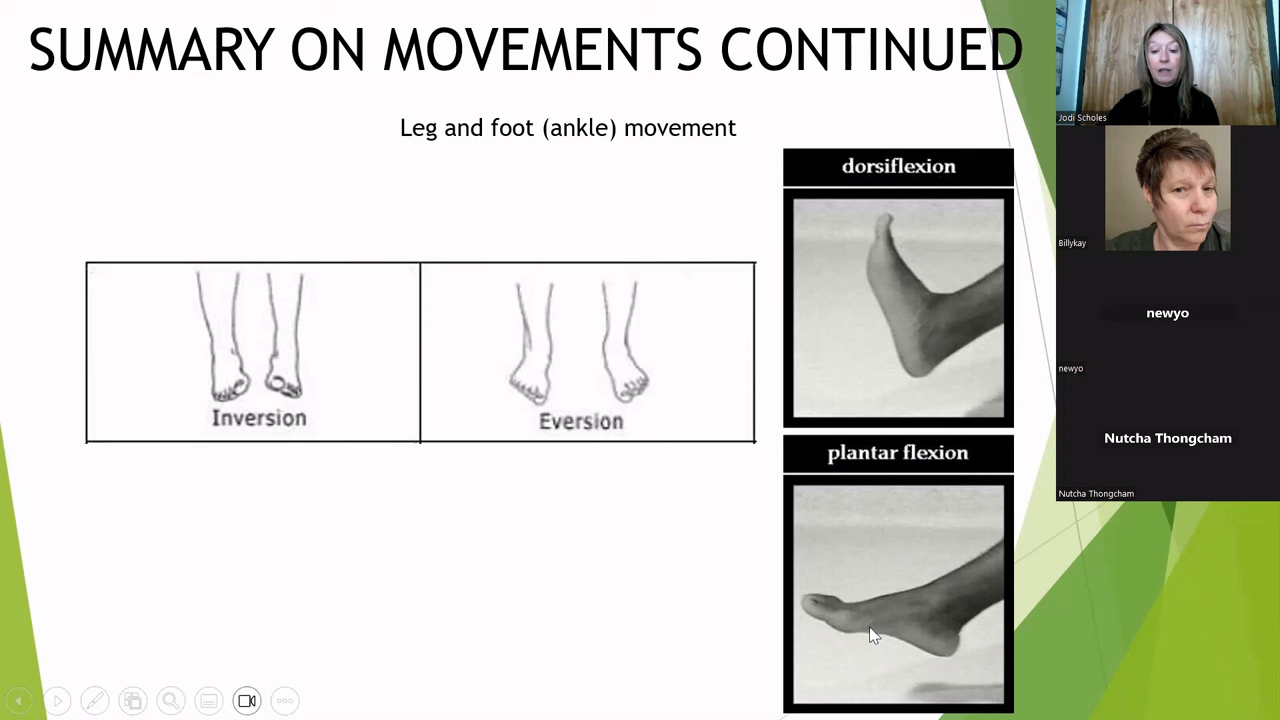 SUMMARY ON MOVEMENTS CONTINUED
Leg and foot (ankle) movement
Inversion
Eversion
dorsiflexion
plantar flexion
Jodi Scholes
Billykay
newyo
newyo
Nutcha Thongcham
Nutcha Thongcham